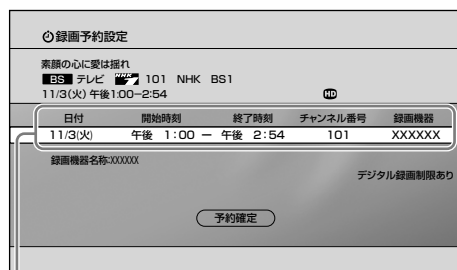 録画予約設定
素顔の心に愛は揺れ
BS テレビ NHK 101 NHK BS1
11/3(火) 午後1:00-2:54 HD
日付 開始時刻 終了時刻 チャンネル番号 録画機器
11/3(火) 午後 1:00 − 午後 2:54 101 XXXXXX
録画機器名称:XXXXXX
デジタル録画制限あり
予約確定